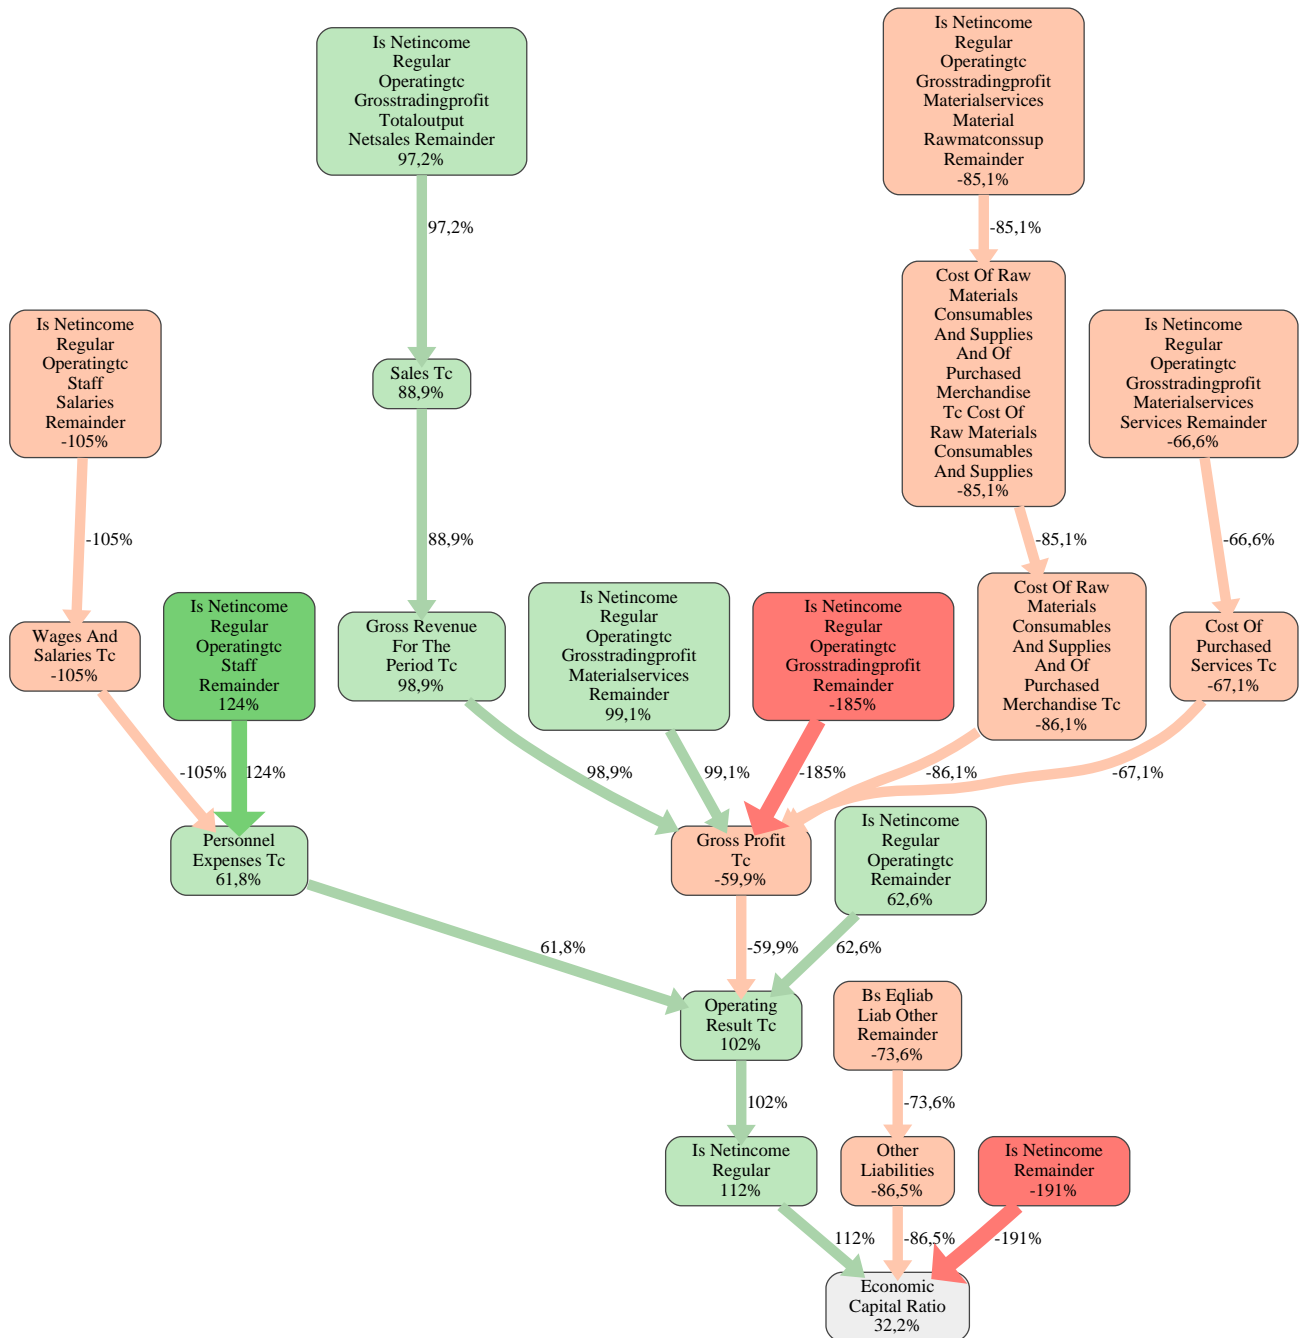 Is Netincome
Regular
Operatingtc
Grosstradingprofit
Materialservices
Material
Rawmatconssup
Remainder
-85,1%
Is Netincome
Regular
Operatingtc
Grosstradingprofit
Totaloutput
Netsales Remainder
97,2%
97,2%
-85,1%
Cost Of Raw
Materials
Consumables
And Supplies
And Of
Purchased
Merchandise
Tc Cost Of
Raw Materials
Consumables
And Supplies
-85,1%
Is Netincome
Regular
Operatingtc
Staff
Salaries
Remainder
-105%
Sales Tc
88,9%
Is Netincome
Regular
Operatingtc
Grosstradingprofit
Materialservices
Services Remainder
-66,6%
-105%
88,9%
-85,1%
-66,6%
Wages And
Salaries Tc
-105%
Is Netincome
Regular
Operatingtc
Staff
Remainder
124%
Gross Revenue
For The
Period Tc
98,9%
Is Netincome
Regular
Operatingtc
Grosstradingprofit
Materialservices
Remainder
99,1%
Is Netincome
Regular
Operatingtc
Grosstradingprofit
Remainder
-185%
Cost Of Raw
Materials
Consumables
And Supplies
And Of
Purchased
Merchandise Tc
-86,1%
Cost Of
Purchased
Services Tc
-67,1%
-105%
124%
98,9%
99,1%
-185%
-86,1%
-67,1%
Personnel
Expenses Tc
61,8%
Gross Profit
Tc
-59,9%
Is Netincome
Regular
Operatingtc
Remainder
62,6%
61,8%
-59,9%
62,6%
Operating
Result Tc
102%
Bs Eqliab
Liab Other
Remainder
-73,6%
102%
-73,6%
Is Netincome
Regular
112%
Other
Liabilities
-86,5%
Is Netincome
Remainder
-191%
112%
-86,5%
-191%
Economic
Capital Ratio
32,2%